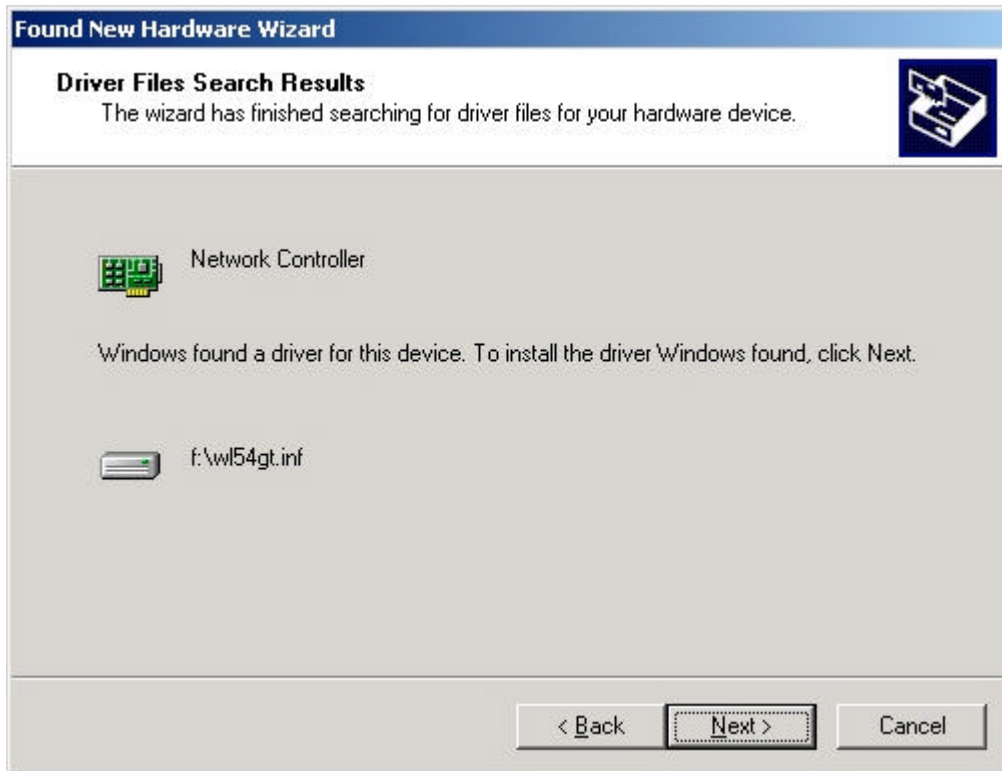 Found New Hardware Wizard
Driver Files Search Results
The wizard has finished searching for driver files for your hardware device.
Network Controller
Windows found a driver for this device. To install the driver Windows found, click Next.
f:\wl54gt.inf
< Back Next > Cancel